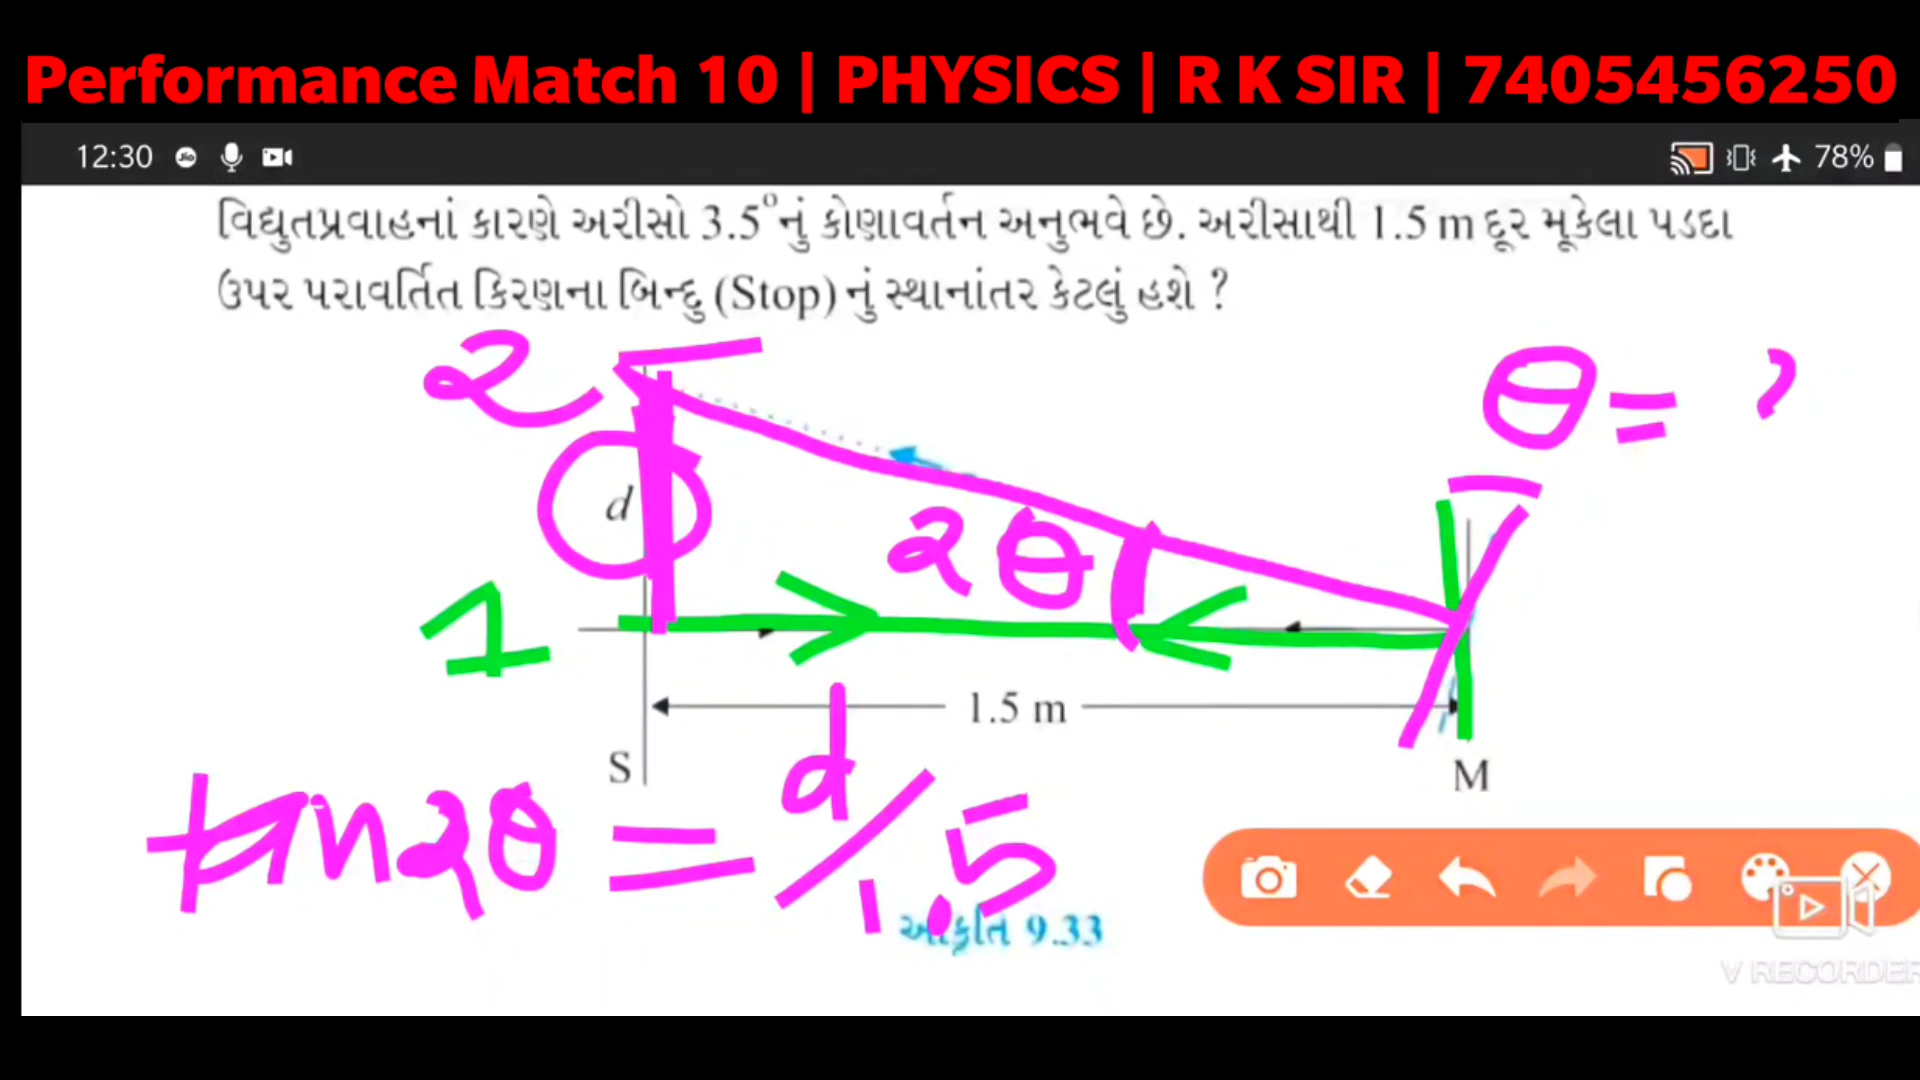 Performance Match 10 | PHYSICS | R K SIR | 7405456250
12:30 Jio 78%
વિદ્યુતપ્રવાહનાં કારણે અરીસો 3.5°નું કોણાવર્તન અનુભવે છે. અરીસાથી 1.5 m દૂર મૂકેલા પડદા
ઉપર પરાવર્તિત કિરણના બિન્દુ (Stop) નું સ્થાનાંતર કેટલું હશે ?
2
θ = ?
d
2θ
1
1.5 m
S
M
tan2θ = d/1.5
આકૃતિ 9.33
V RECORDER